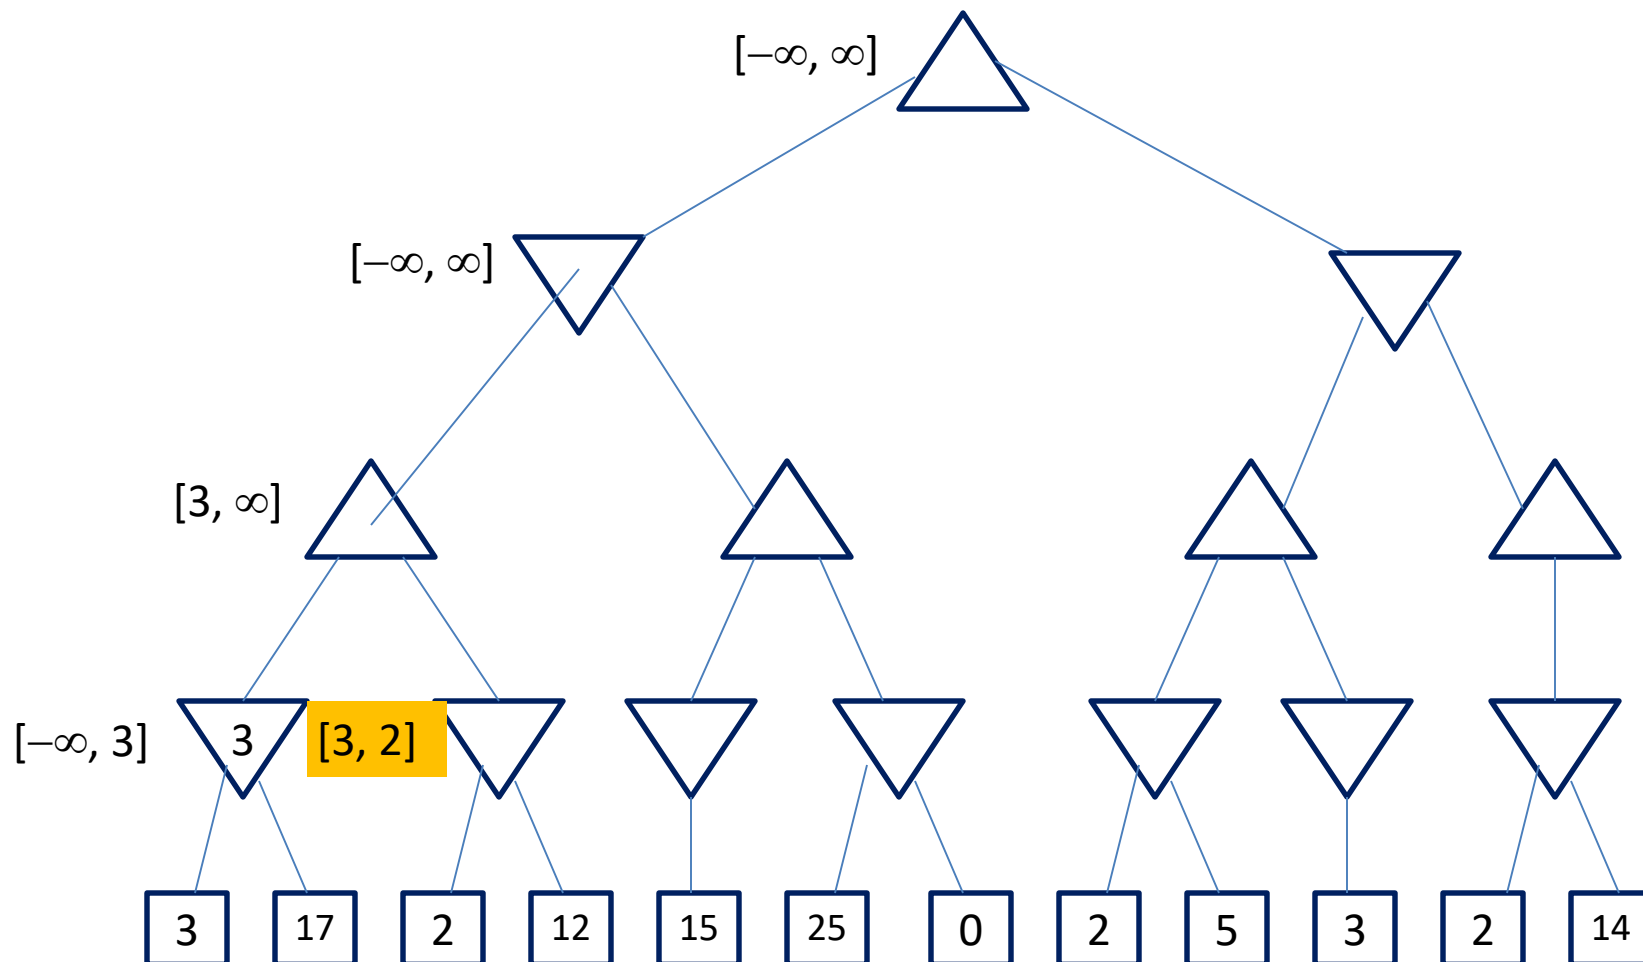 [−∞, ∞]
[−∞, ∞]
[3, ∞]
[−∞, 3] 3 [3, 2]
3 17 2 12 15 25 0 2 5 3 2 14